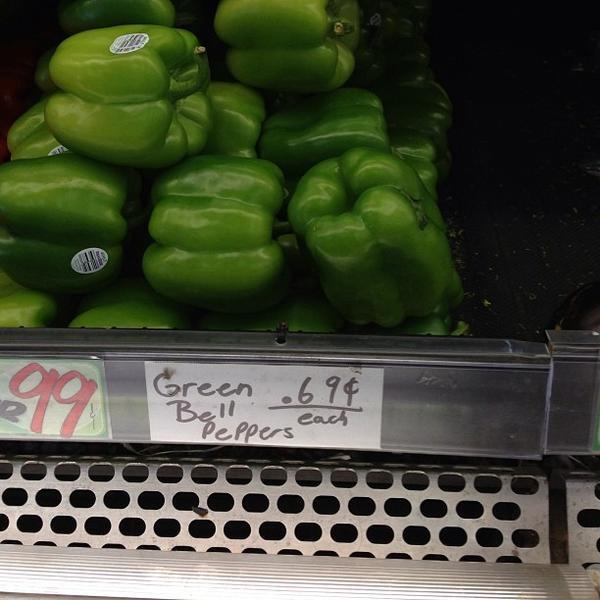 99
Green
Bell
Peppers
.69¢
each